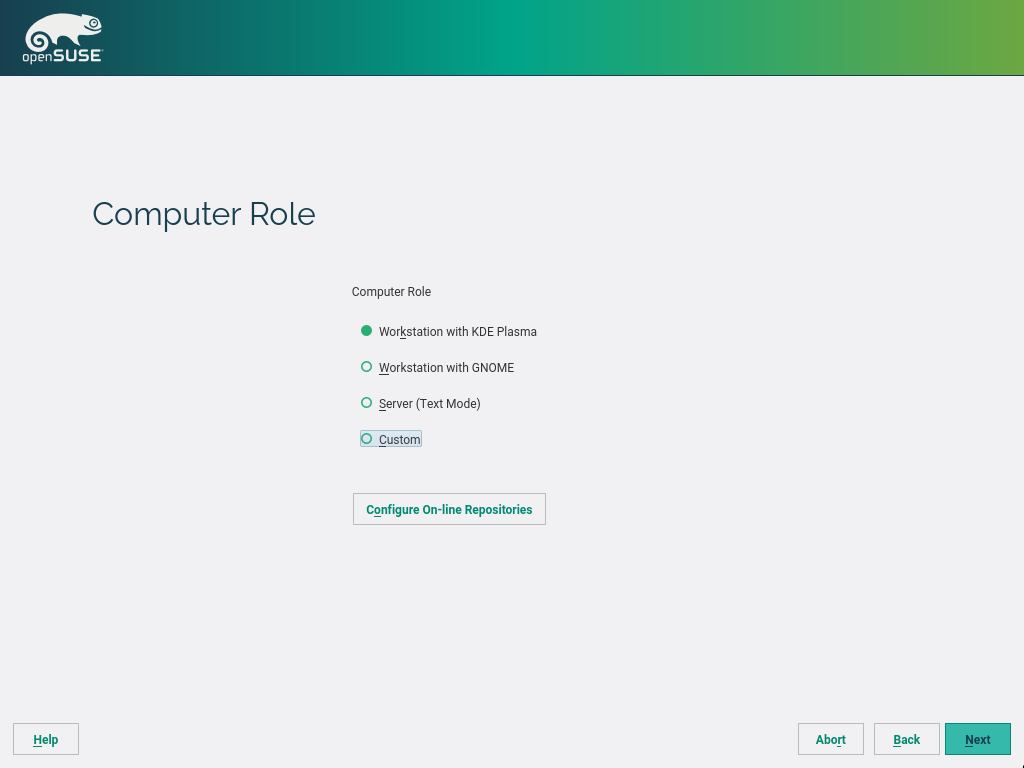 openSUSE
Computer Role
Computer Role
Workstation with KDE Plasma
Workstation with GNOME
Server (Text Mode)
Custom
Configure On-line Repositories
Help
Abort
Back
Next